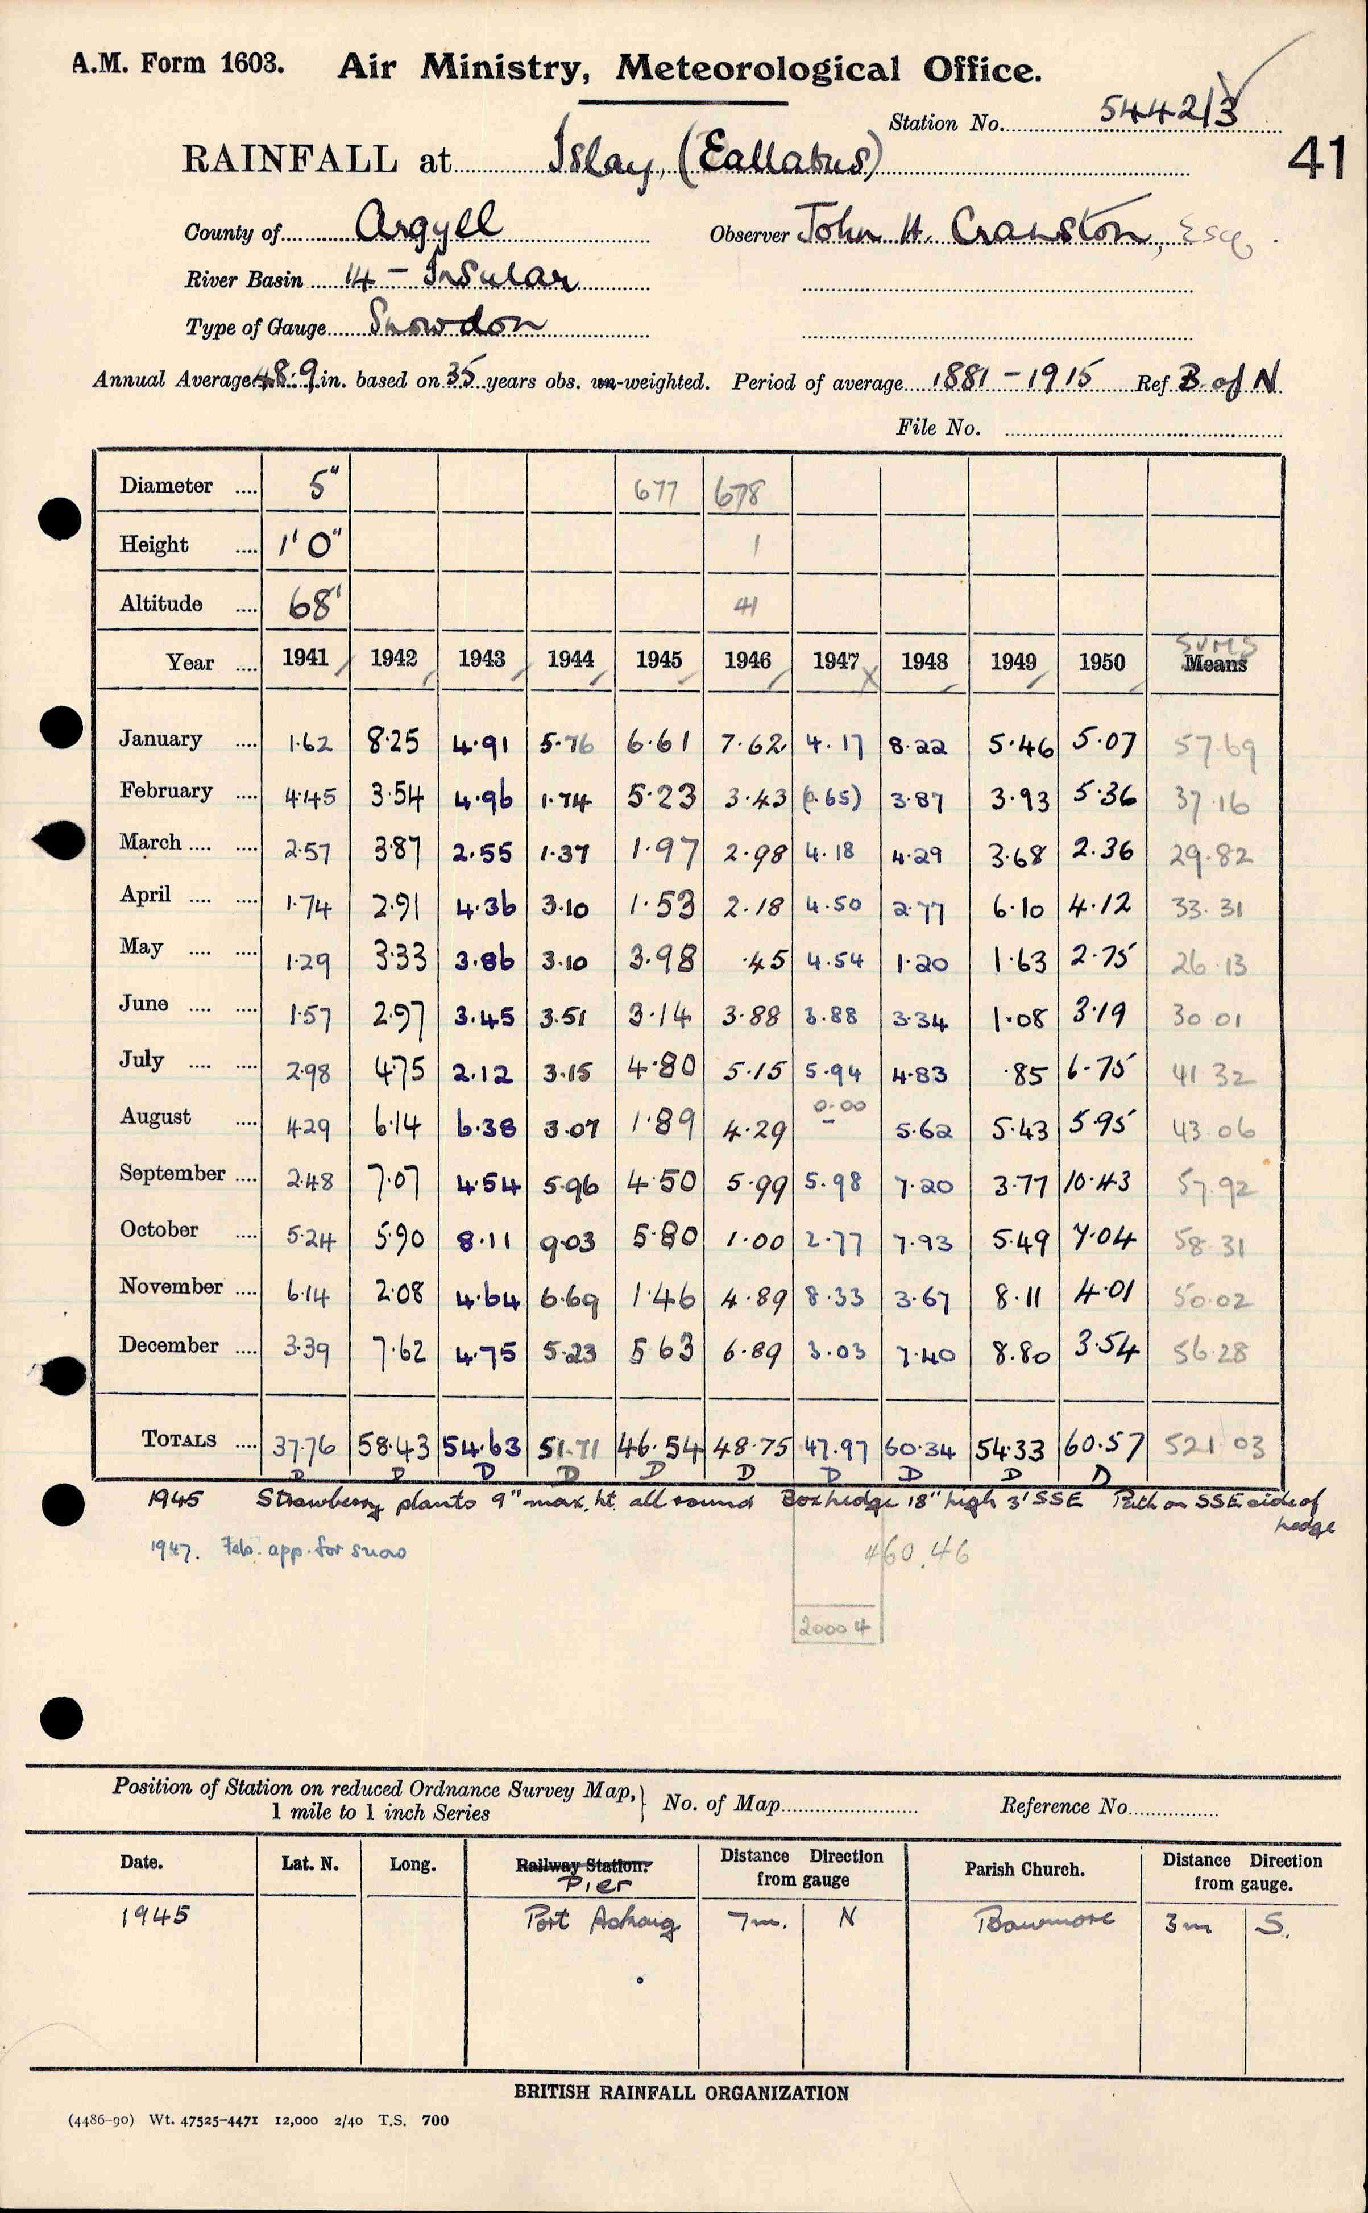 A.M. Form 1603. Air Ministry, Meteorological Office.
Station No. 5442/3
41
RAINFALL at Islay, (Eallabus)
County of Argyll Observer John H. Cranston, Esq.
River Basin 14 - Insular
Type of Gauge Snowdon
Annual Average 48.9 in. based on 35 years obs. un-weighted. Period of average 1881-1915 Ref B of N
File No.
Diameter .... 5" 677 678
Height .... 1' 0" 1
Altitude .... 68' 41
SUMS
Year .... 1941 1942 1943 1944 1945 1946 1947 X 1948 1949 1950 Means
January .... 1.62 8.25 4.91 5.76 6.61 7.62 4.17 8.22 5.46 5.07 57.69
February .... 4.45 3.54 4.96 1.74 5.23 3.43 (0.65) 3.87 3.93 5.36 37.16
March .... .... 2.57 3.87 2.55 1.37 1.97 2.98 4.18 4.29 3.68 2.36 29.82
April .... .... 1.74 2.91 4.36 3.10 1.53 2.18 4.50 2.77 6.10 4.12 33.31
May .... .... 1.29 3.33 3.86 3.10 3.98 .45 4.54 1.20 1.63 2.75 26.13
June .... .... 1.57 2.97 3.45 3.51 3.14 3.88 3.88 3.34 1.08 3.19 30.01
July .... .... 2.98 4.75 2.12 3.15 4.80 5.15 5.94 4.83 .85 6.75 41.32
0.00
August .... 4.29 6.14 6.38 3.07 1.89 4.29 - 5.62 5.43 5.95 43.06
September .... 2.48 7.07 4.54 5.96 4.50 5.99 5.98 7.20 3.77 10.43 57.92
October .... 5.24 5.90 8.11 9.03 5.80 1.00 2.77 7.93 5.49 7.04 58.31
November .... 6.14 2.08 4.64 6.69 1.46 4.89 8.33 3.67 8.11 4.01 50.02
December .... 3.39 7.62 4.75 5.23 5.63 6.89 3.03 7.40 8.80 3.54 56.28
TOTALS .... 37.76 58.43 54.63 51.71 46.54 48.75 47.97 60.34 54.33 60.57 521.03
D D D D D D D D D D
1945 Strawberry plants 9" max. ht. all round Box hedge 18" high 3' SSE Path on SSE side of
hedge
1947. Feb. app. for snow
460.46
20004
Position of Station on reduced Ordnance Survey Map,
1 mile to 1 inch Series } No. of Map Reference No.
Date. Lat. N. Long. Railway Station. Distance Direction from gauge Parish Church. Distance Direction from gauge.
Pier
1945 Port Askaig 7m. N Bowmore 3m S.
BRITISH RAINFALL ORGANIZATION
(4486-90) Wt. 47525-4471 12,000 2/40 T.S. 700